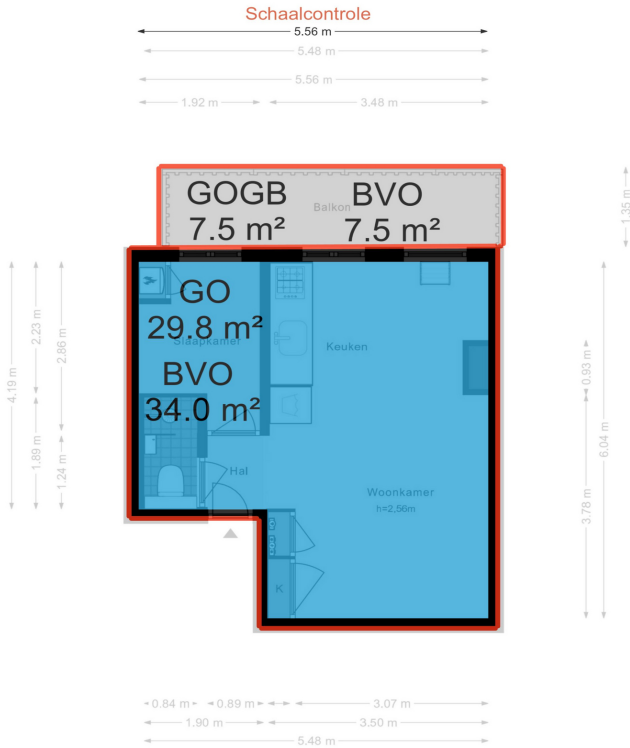 Schaalcontrole
5.56 m
5.48 m
5.56 m
1.92 m
3.48 m
GOGB
7.5 m²
Balkon
BVO
7.5 m²
1.35 m
GO
29.8 m²
Slaapkamer
BVO
34.0 m²
Keuken
Hal
Woonkamer
h=2,56m
K
4.19 m
2.23 m
1.89 m
2.86 m
1.24 m
0.93 m
3.78 m
6.04 m
0.84 m
0.89 m
3.07 m
1.90 m
3.50 m
5.48 m